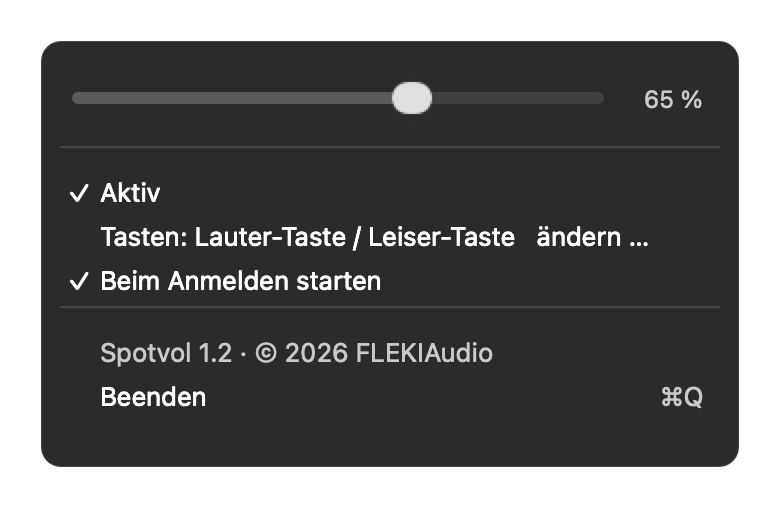 65 %
✓ Aktiv
Tasten: Lauter-Taste / Leiser-Taste   ändern ...
✓ Beim Anmelden starten
Spotvol 1.2 · © 2026 FLEKIAudio
Beenden ⌘Q